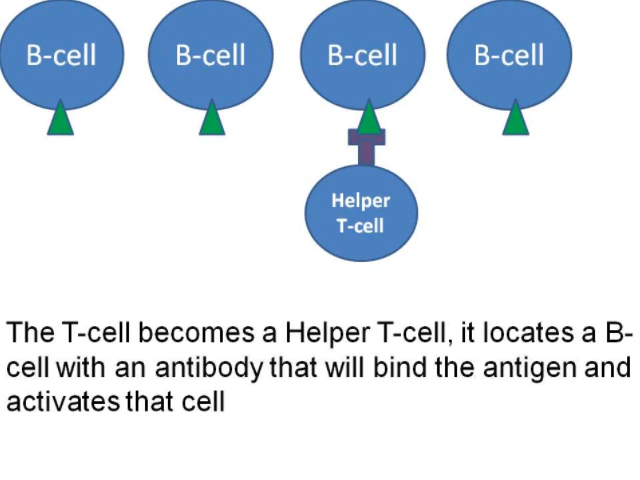 B-cell B-cell B-cell B-cell
Helper
T-cell
The T-cell becomes a Helper T-cell, it locates a B-
cell with an antibody that will bind the antigen and
activates that cell